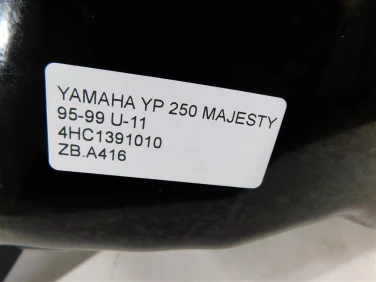 YAMAHA YP 250 MAJESTY
95-99 U-11
4HC1391010
ZB.A416